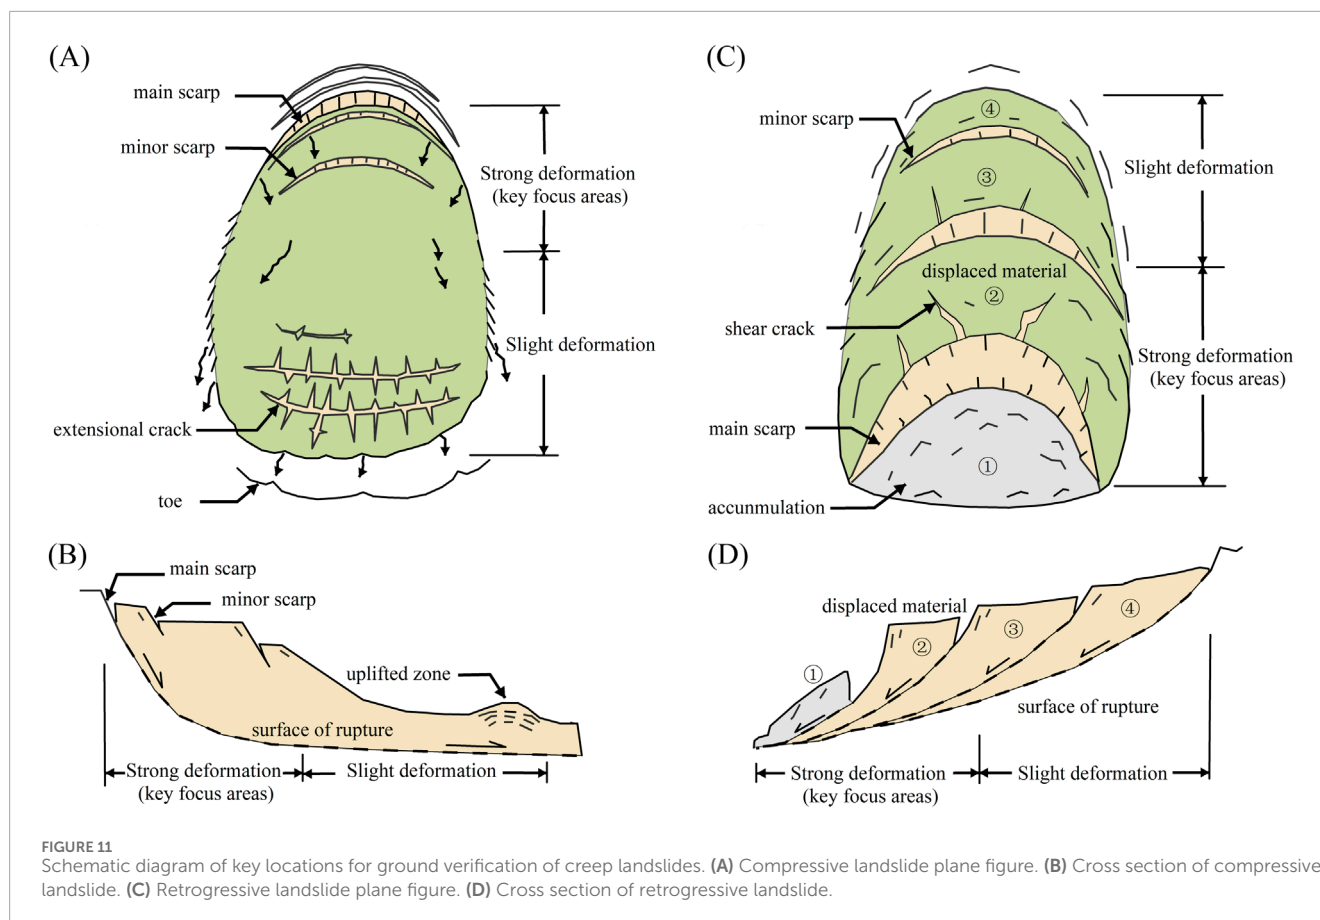 (A)
main scarp
minor scarp
Strong deformation
(key focus areas)
Slight deformation
extensional crack
toe
(C)
minor scarp
④
③
Slight deformation
displaced material
②
shear crack
Strong deformation
(key focus areas)
main scarp
①
accunmulation
(B)
main scarp
minor scarp
uplifted zone
surface of rupture
Strong deformation
(key focus areas)
Slight deformation
(D)
displaced material
①
②
③
④
surface of rupture
Strong deformation
(key focus areas)
Slight deformation
FIGURE 11
Schematic diagram of key locations for ground verification of creep landslides. (A) Compressive landslide plane figure. (B) Cross section of compressive
landslide. (C) Retrogressive landslide plane figure. (D) Cross section of retrogressive landslide.